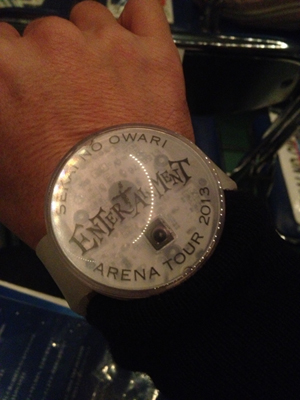 SEKAI NO OWARI
ENTERTAINMENT
ARENA TOUR 2013